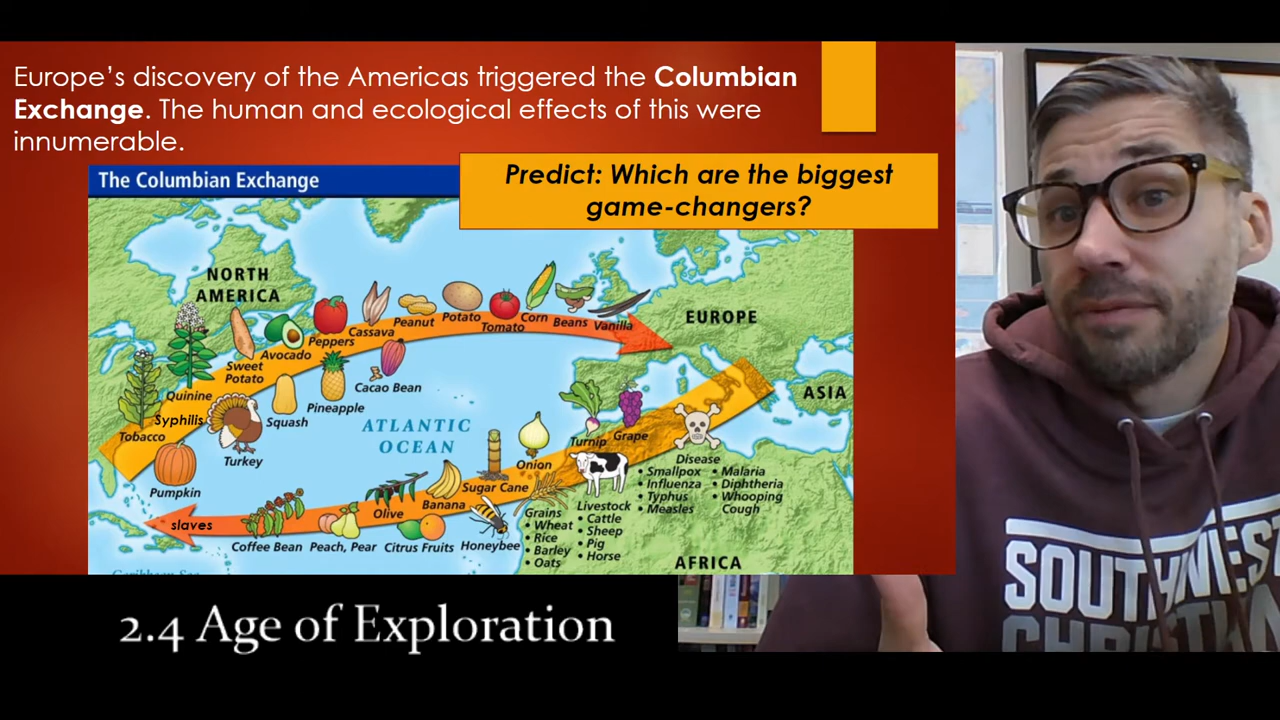 Europe's discovery of the Americas triggered the Columbian
Exchange. The human and ecological effects of this were
innumerable.
Predict: Which are the biggest
game-changers?
The Columbian Exchange
NORTH
AMERICA
EUROPE
ASIA
AFRICA
ATLANTIC
OCEAN
Tobacco
Quinine
Syphilis
Sweet
Potato
Avocado
Peppers
Cassava
Peanut
Potato
Tomato
Corn
Beans
Vanilla
Pumpkin
Turkey
Squash
Pineapple
Cacao Bean
slaves
Coffee Bean
Peach, Pear
Olive
Citrus Fruits
Banana
Honeybee
Sugar Cane
Onion
Turnip
Grape
Grains
• Wheat
• Rice
• Barley
• Oats
Livestock
• Cattle
• Sheep
• Pig
• Horse
Disease
• Smallpox
• Influenza
• Typhus
• Measles
• Malaria
• Diphtheria
• Whooping
Cough
Caribbean Sea
2.4 Age of Exploration
SOUTHWEST
CHRISTIA